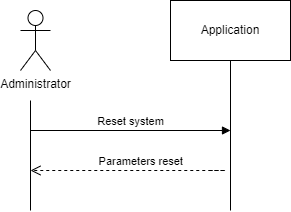 Application
Administrator
Reset system
Parameters reset